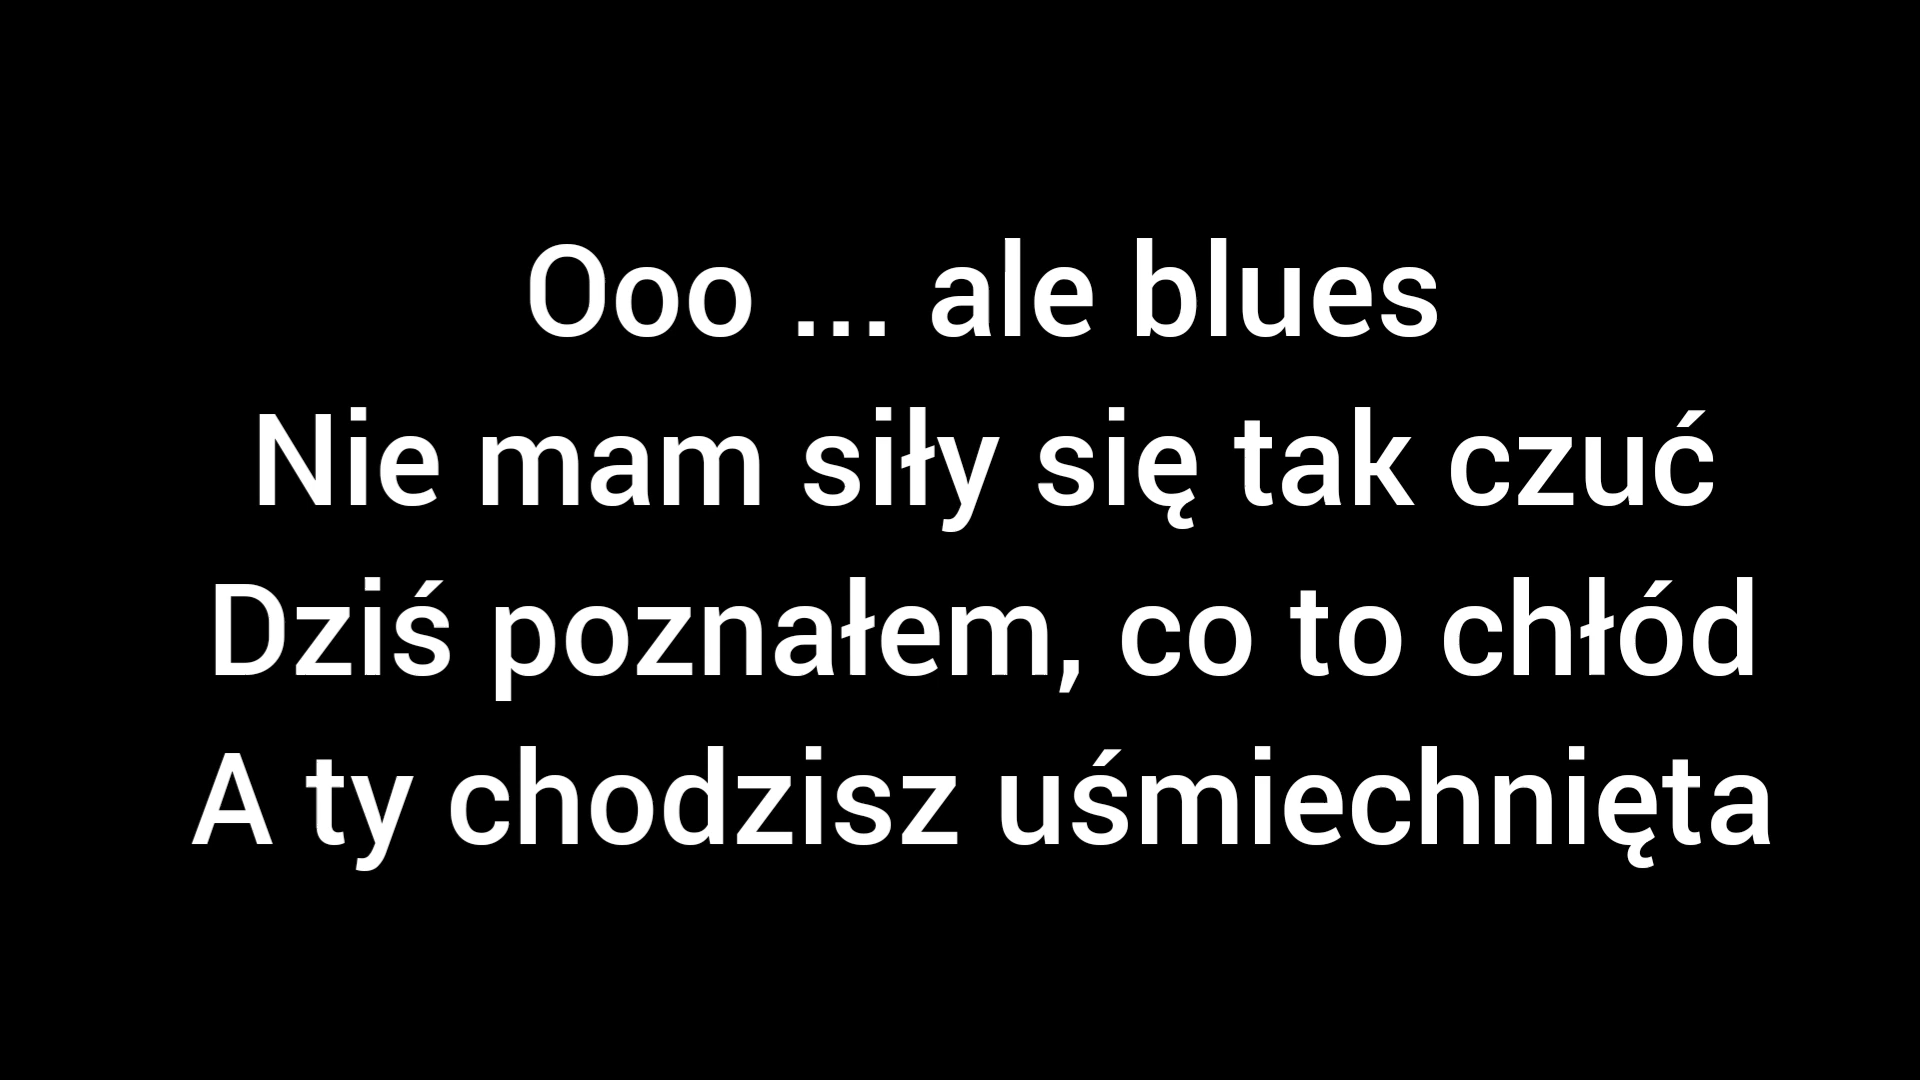 Ooo ... ale blues
Nie mam siły się tak czuć
Dziś poznałem, co to chłód
A ty chodzisz uśmiechnięta